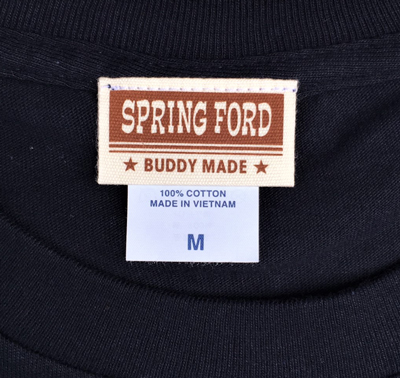 SPRING FORD
★ BUDDY MADE ★
100% COTTON
MADE IN VIETNAM
M